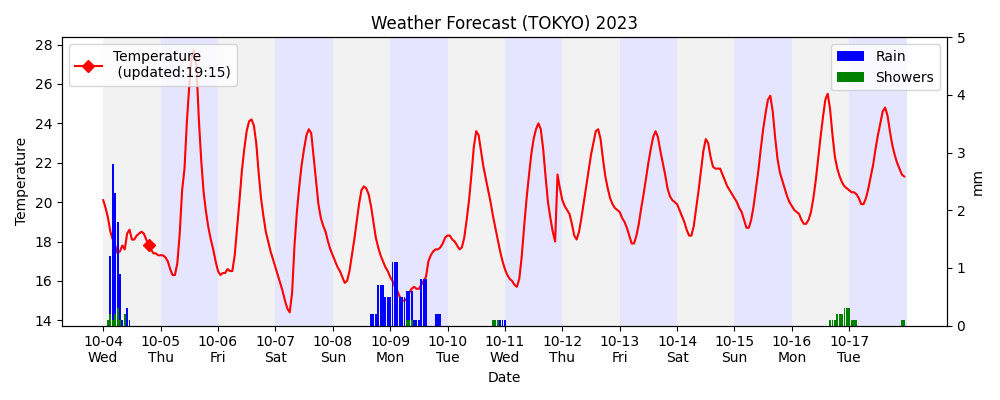 Weather Forecast (TOKYO) 2023
Temperature
(updated:19:15)
Rain
Showers
28
26
24
22
20
18
16
14
Temperature
5
4
3
2
1
0
mm
10-04 10-05 10-06 10-07 10-08 10-09 10-10 10-11 10-12 10-13 10-14 10-15 10-16 10-17
Wed Thu Fri Sat Sun Mon Tue Wed Thu Fri Sat Sun Mon Tue
Date